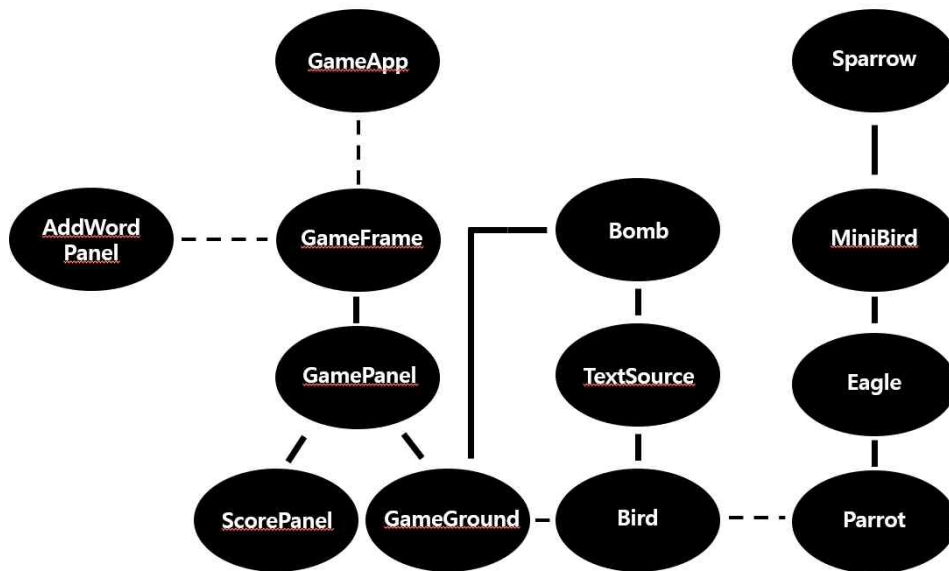 GameApp
Sparrow
AddWord
Panel
GameFrame
Bomb
MiniBird
GamePanel
TextSource
Eagle
ScorePanel
GameGround
Bird
Parrot